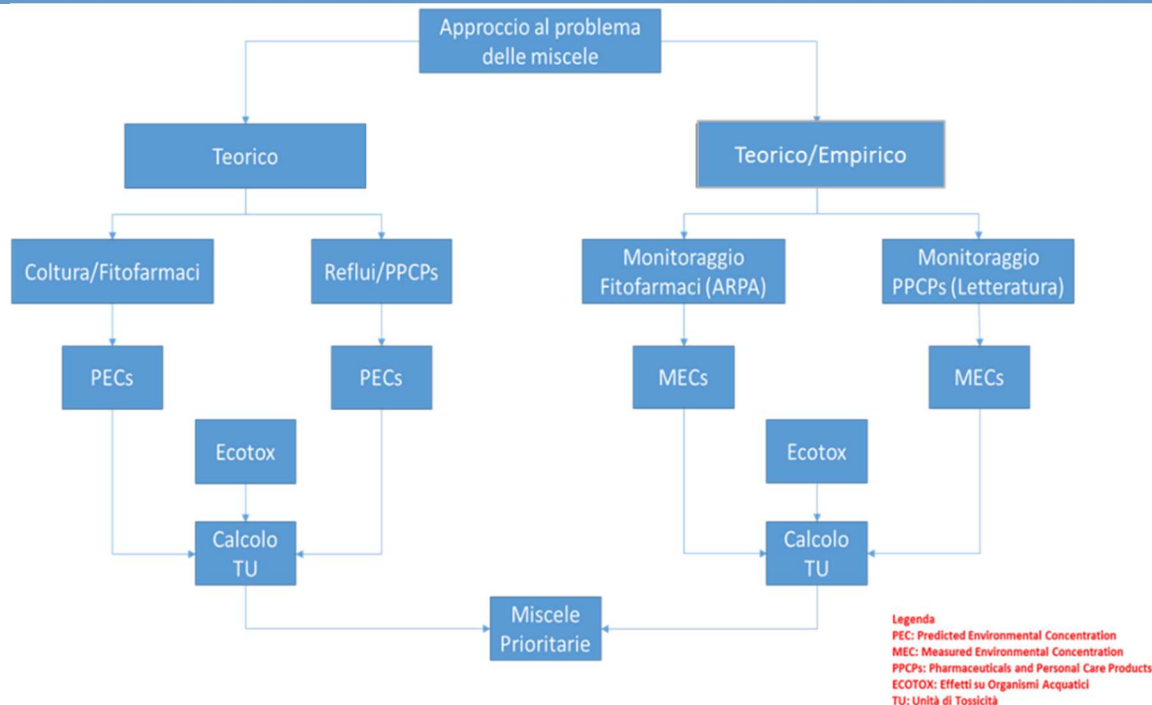 Approccio al problema
delle miscele
Teorico
Teorico/Empirico
Coltura/Fitofarmaci
Reflui/PPCPs
Monitoraggio
Fitofarmaci (ARPA)
Monitoraggio
PPCPs (Letteratura)
PECs
PECs
MECs
MECs
Ecotox
Ecotox
Calcolo
TU
Calcolo
TU
Miscele
Prioritarie
Legenda
PEC: Predicted Environmental Concentration
MEC: Measured Environmental Concentration
PPCPs: Pharmaceuticals and Personal Care Products
ECOTOX: Effetti su Organismi Acquatici
TU: Unità di Tossicità